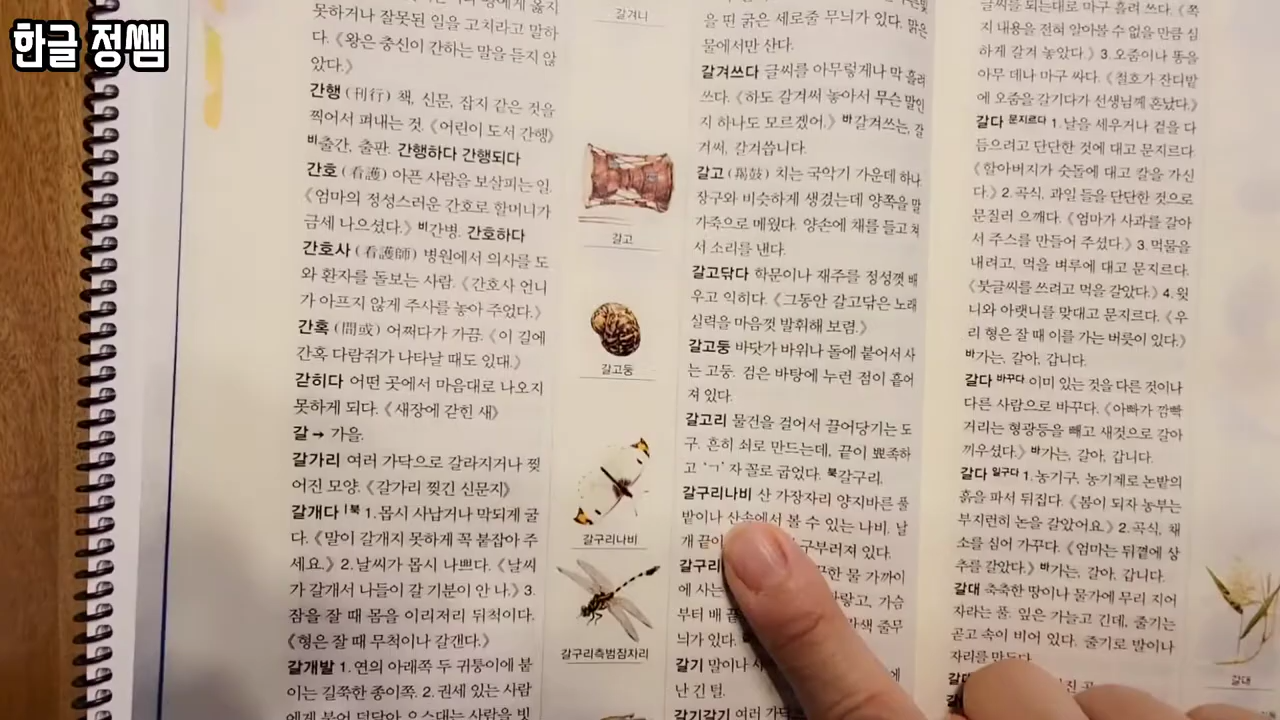 한글 정쌤
못하거나 잘못된 일을 고치라고 말하
다. 《왕은 충신이 간하는 말을 듣지 않
았다.》
간행 (刊行) 책, 신문, 잡지 같은 것을
찍어서 펴내는 것. 《어린이 도서 간행》
비출간, 출판. 간행하다 간행되다
간호 (看護) 아픈 사람을 보살피는 일.
《엄마의 정성스러운 간호로 할머니가
금세 나으셨다.》 비간병. 간호하다
간호사 (看護師) 병원에서 의사를 도
와 환자를 돌보는 사람. 《간호사 언니
가 아프지 않게 주사를 놓아 주었다.》
간혹 (間或) 어쩌다가 가끔. 《이 길에
간혹 다람쥐가 나타날 때도 있대.》
갇히다 어떤 곳에서 마음대로 나오지
못하게 되다. 《새장에 갇힌 새》
갈 → 가을.
갈가리 여러 가닥으로 갈라지거나 찢
어진 모양. 《갈가리 찢긴 신문지》
갈개다 |북 1. 몹시 사납거나 막되게 굴
다. 《말이 갈개지 못하게 꼭 붙잡아 주
세요.》 2. 날씨가 몹시 나쁘다. 《날씨
가 갈개서 나들이 갈 기분이 안 나.》 3.
잠을 잘 때 몸을 이리저리 뒤척이다.
《형은 잘 때 무척이나 갈갠다.》
갈개발 1. 연의 아래쪽 두 귀퉁이에 붙
이는 길쭉한 종이쪽. 2. 권세 있는 사람
갈겨니
갈고
갈고둥
갈구리나비
갈구리측범잠자리
을 띤 굵은 세로줄 무늬가 있다. 맑은
물에서만 산다.
갈겨쓰다 글씨를 아무렇게나 막 흘려
쓰다. 《하도 갈겨써 놓아서 무슨 말인
지 하나도 모르겠어.》 바갈겨쓰는, 갈
겨써, 갈겨씁니다.
갈고 (羯鼓) 치는 국악기 가운데 하나.
장구와 비슷하게 생겼는데 양쪽을 말
가죽으로 메웠다. 양손에 채를 들고 쳐
서 소리를 낸다.
갈고닦다 학문이나 재주를 정성껏 배
우고 익히다. 《그동안 갈고닦은 노래
실력을 마음껏 발휘해 보렴.》
갈고둥 바닷가 바위나 돌에 붙어서 사
는 고둥. 검은 바탕에 누런 점이 흩어
져 있다.
갈고리 물건을 걸어서 끌어당기는 도
구. 흔히 쇠로 만드는데, 끝이 뾰족하
고 ‘ㄱ’ 자 꼴로 굽었다. 북갈구리.
갈구리나비 산 가장자리 양지바른 풀
밭이나 산속에서 볼 수 있는 나비. 날
개 끝이 구부러져 있다.
갈구리 물 가까이
에 사는 가슴
부터 배 줄무
늬가 있다.
갈기 말이나
난 긴 털.
갈기갈기 여러
글씨를 되는대로 마구 흘려 쓰다. 《쪽
지 내용을 전혀 알아볼 수 없을 만큼 심
하게 갈겨 놓았다.》 3. 오줌이나 똥을
아무 데나 마구 싸다. 《철호가 잔디밭
에 오줌을 갈기다가 선생님께 혼났다.》
갈다 문지르다 1. 날을 세우거나 겉을 다
듬으려고 단단한 것에 대고 문지르다.
《할아버지가 숫돌에 대고 칼을 가신
다.》 2. 곡식, 과일 들을 단단한 것으로
문질러 으깨다. 《엄마가 사과를 갈아
서 주스를 만들어 주셨다.》 3. 먹물을
내려고, 먹을 벼루에 대고 문지르다.
《붓글씨를 쓰려고 먹을 갈았다.》 4. 윗
니와 아랫니를 맞대고 문지르다. 《우
리 형은 잘 때 이를 가는 버릇이 있다.》
바가는, 갈아, 갑니다.
갈다 바꾸다 이미 있는 것을 다른 것이나
다른 사람으로 바꾸다. 《아빠가 깜빡
거리는 형광등을 빼고 새것으로 갈아
끼우셨다.》 바가는, 갈아, 갑니다.
갈다 일구다 1. 농기구, 농기계로 논밭의
흙을 파서 뒤집다. 《봄이 되자 농부는
부지런히 논을 갈았어요.》 2. 곡식, 채
소를 심어 가꾸다. 《엄마는 뒤꼍에 상
추를 갈았다.》 바가는, 갈아, 갑니다.
갈대 축축한 땅이나 물가에 무리 지어
자라는 풀. 잎은 가늘고 긴데, 줄기는
곧고 속이 비어 있다. 줄기로 발이나
자리를 만든다.
갈대